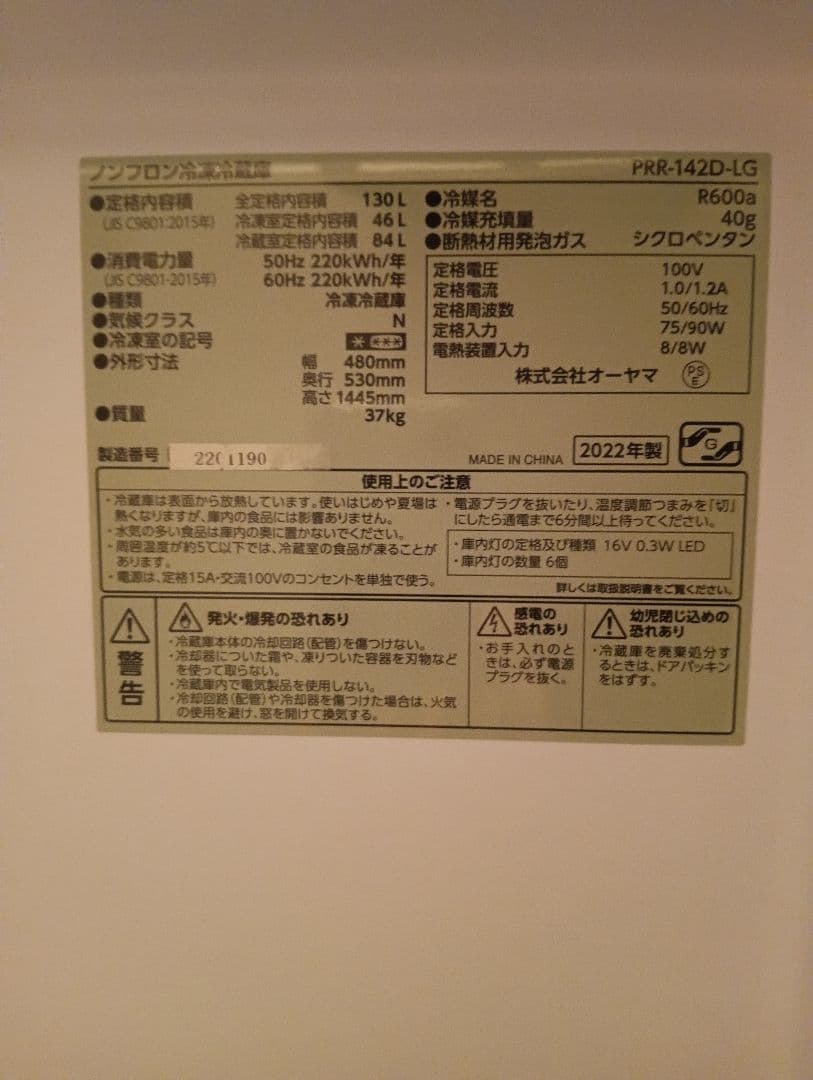 ノンフロン冷凍冷蔵庫 PRR-142D-LG
●定格内容積 全定格内容積 130L
(JIS C9801:2015年) 冷凍室定格内容積 46L
冷蔵室定格内容積 84L
●消費電力量 50Hz 220kWh/年
(JIS C9801-2015年) 60Hz 220kWh/年
●種類 冷凍冷蔵庫
●気候クラス N
●冷凍室の記号
●外形寸法 幅 480mm
奥行 530mm
高さ 1445mm
●質量 37kg
●冷媒名 R600a
●冷媒充填量 40g
●断熱材用発泡ガス シクロペンタン
定格電圧 100V
定格電流 1.0/1.2A
定格周波数 50/60Hz
定格入力 75/90W
電熱装置入力 8/8W
株式会社オーヤマ PS E
製造番号 1190
MADE IN CHINA 2022年製 G
使用上のご注意
・冷蔵庫は表面から放熱しています。使いはじめや夏場は
熱くなりますが、庫内の食品には影響ありません。
・水気の多い食品は庫内の奥に置かないでください。
・周囲温度が約5℃以下では、冷蔵室の食品が凍ることが
あります。
・電源は、定格15A・交流100Vのコンセントを単独で使う。
・電源プラグを抜いたり、温度調節つまみを「切」
にしたら通電まで6分間以上待ってください。
・庫内灯の定格及び種類 16V 0.3W LED
・庫内灯の数量 6個
詳しくは取扱説明書をご覧ください。
警告
発火・爆発の恐れあり
・冷蔵庫本体の冷却回路(配管)を傷つけない。
・冷却器についた霜や、凍りついた容器を刃物など
を使って取らない。
・冷蔵庫内で電気製品を使用しない。
・冷却回路(配管)や冷却器を傷つけた場合は、火気
の使用を避け、窓を開けて換気する。
感電の
恐れあり
・お手入れのと
きは、必ず電源
プラグを抜く。
幼児閉じ込めの
恐れあり
・冷蔵庫を廃棄処分す
るときは、ドアパッキン
をはずす。